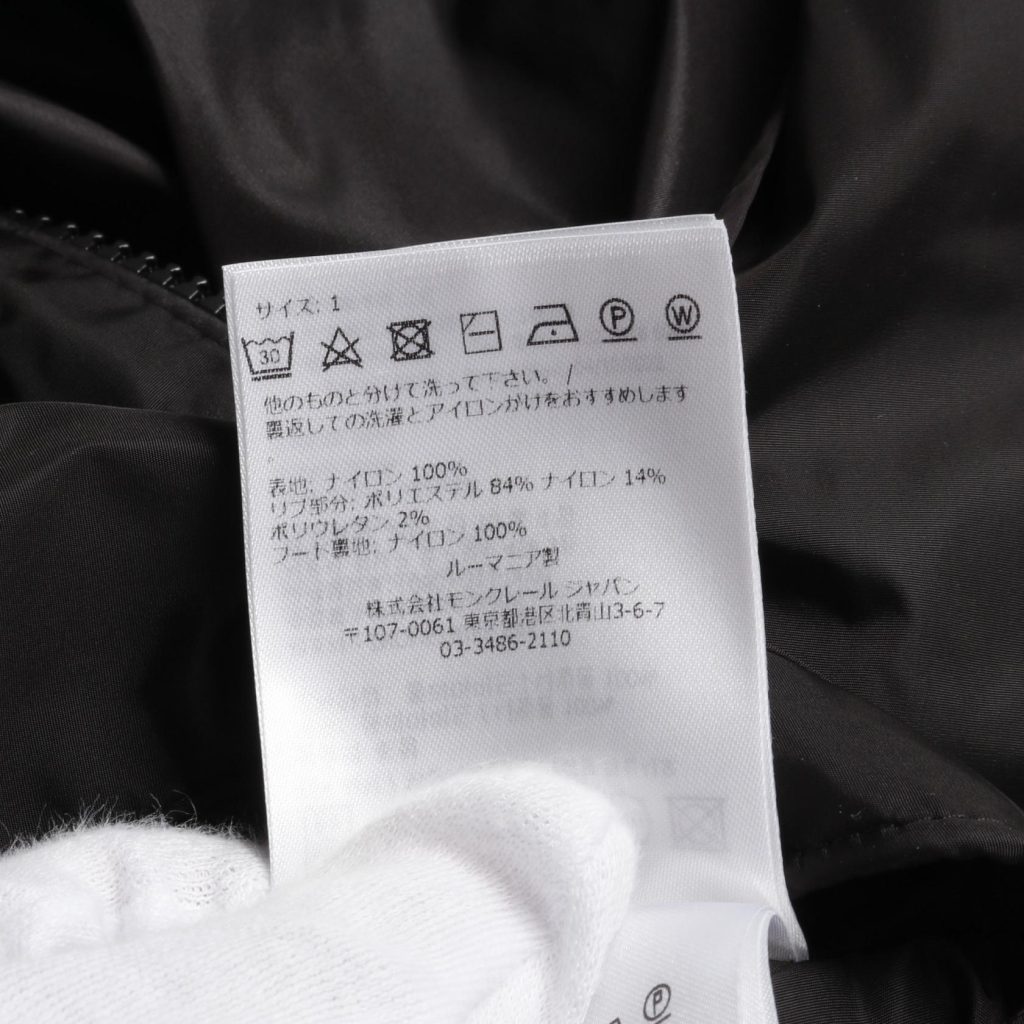 サイズ: 1
30 P W
他のものと分けて洗って下さい。/
裏返しての洗濯とアイロンかけをおすすめします
。
表地: ナイロン 100%
リブ部分: ポリエステル 84% ナイロン 14%
ポリウレタン 2%
フード裏地: ナイロン 100%
ルーマニア製
株式会社モンクレール ジャパン
〒107-0061 東京都港区北青山3-6-7
03-3486-2110
P